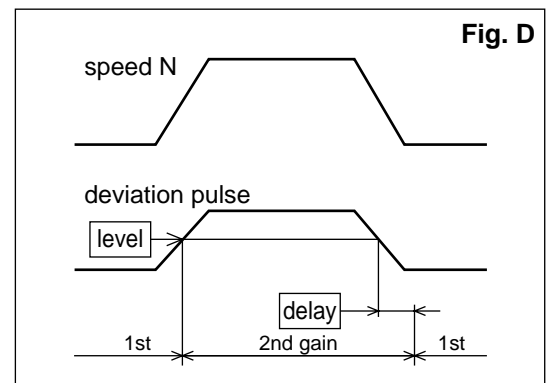 Fig. D
speed N
deviation pulse
level
delay
1st 2nd gain 1st